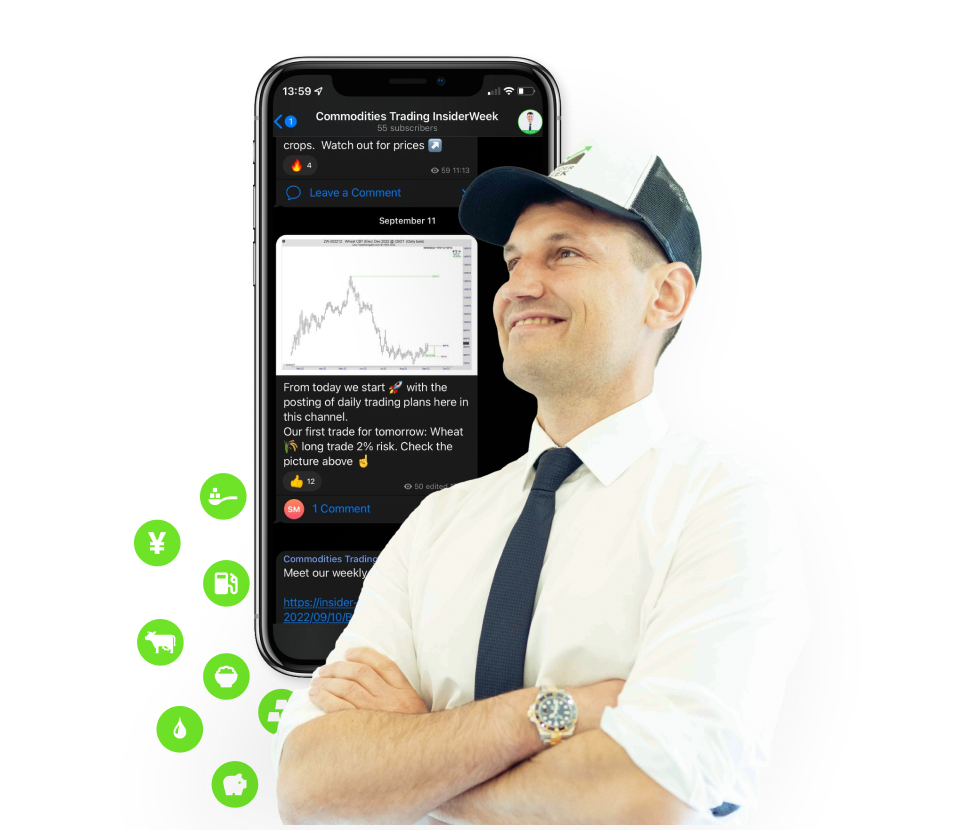 13:59
1
Commodities Trading InsiderWeek
55 subscribers
crops. Watch out for prices
4
59 11:13
Leave a Comment
September 11
From today we start 🚀 with the
posting of daily trading plans here in
this channel.
Our first trade for tomorrow: Wheat
🌾 long trade 2% risk. Check the
picture above ☝
12
50 edited
SM
1 Comment
Commodities Trading
Meet our weekly
https://insider-
2022/09/10/
¥